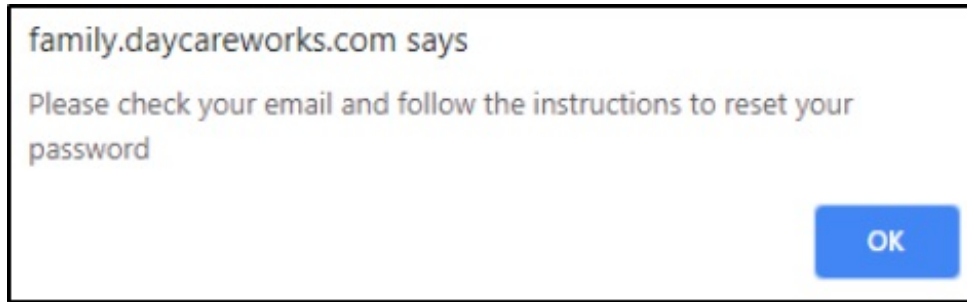 family.daycareworks.com says
Please check your email and follow the instructions to reset your
password
OK